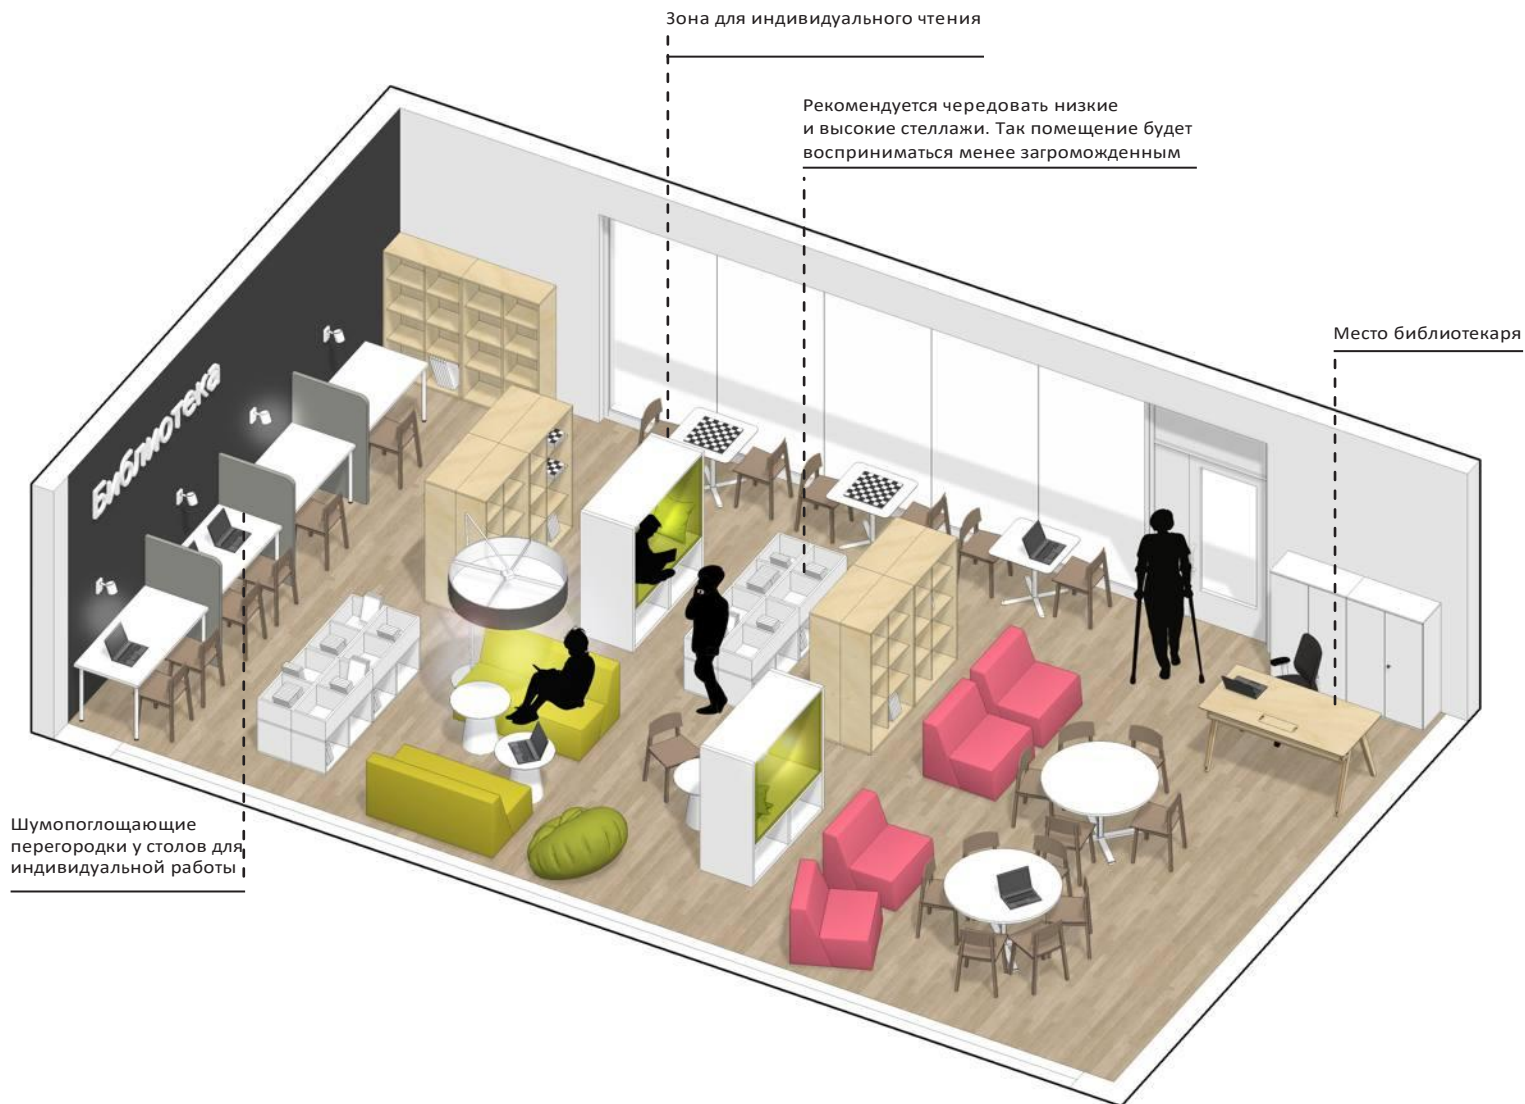 Зона для индивидуального чтения
Рекомендуется чередовать низкие
и высокие стеллажи. Так помещение будет
восприниматься менее загроможденным
Место библиотекаря
Библиотека
Шумопоглощающие
перегородки у столов для
индивидуальной работы